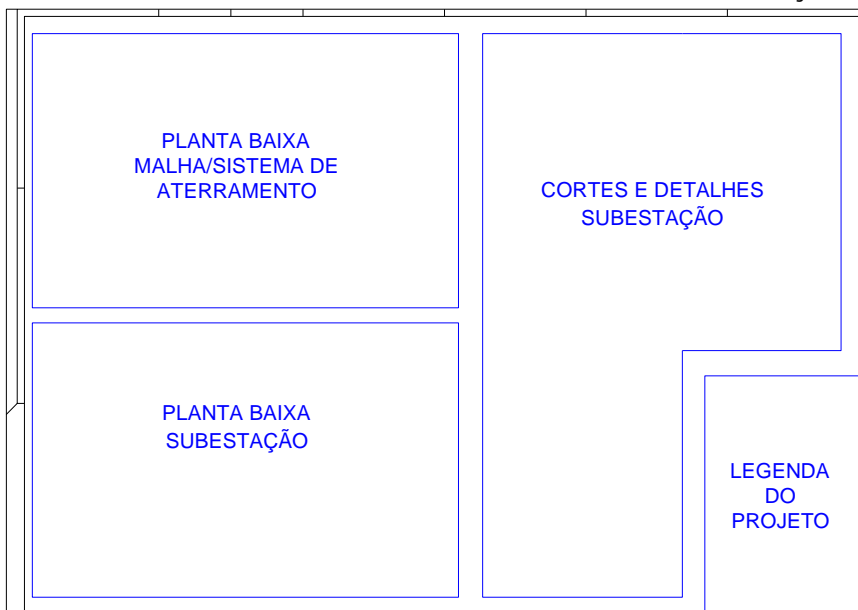 PLANTA BAIXA
MALHA/SISTEMA DE
ATERRAMENTO
CORTES E DETALHES
SUBESTAÇÃO
PLANTA BAIXA
SUBESTAÇÃO
LEGENDA
DO
PROJETO